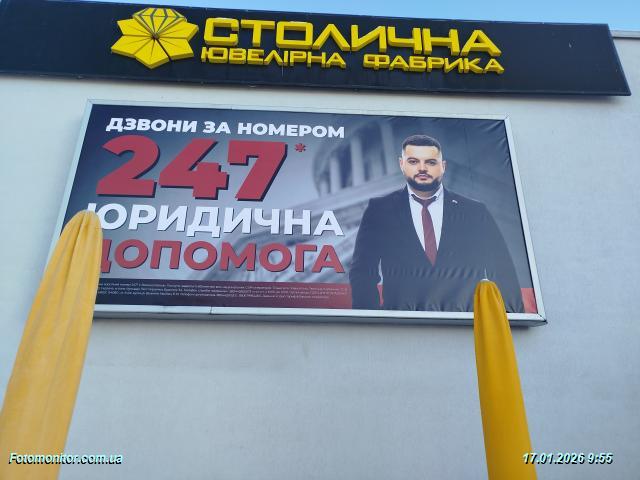 СТОЛИЧНА
ЮВЕЛІРНА ФАБРИКА
ДЗВОНИ ЗА НОМЕРОМ
247*
ЮРИДИЧНА
ДОПОМОГА
Fotomonitor.com.ua
17.01.2026 9:55